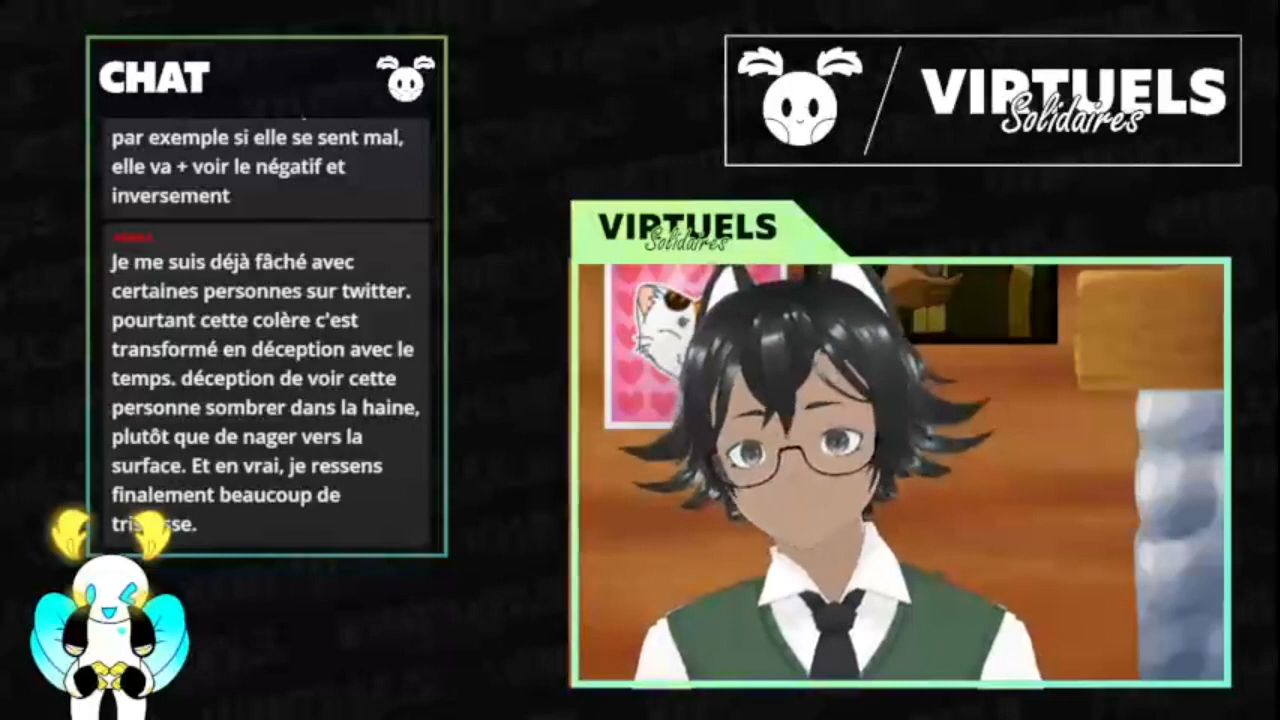 CHAT
par exemple si elle se sent mal,
elle va + voir le négatif et
inversement
Je me suis déjà fâché avec
certaines personnes sur twitter.
pourtant cette colère c'est
transformé en déception avec le
temps. déception de voir cette
personne sombrer dans la haine,
plutôt que de nager vers la
surface. Et en vrai, je ressens
finalement beaucoup de
VIRTUELS
Solidaires
VIRTUELS
Solidaires